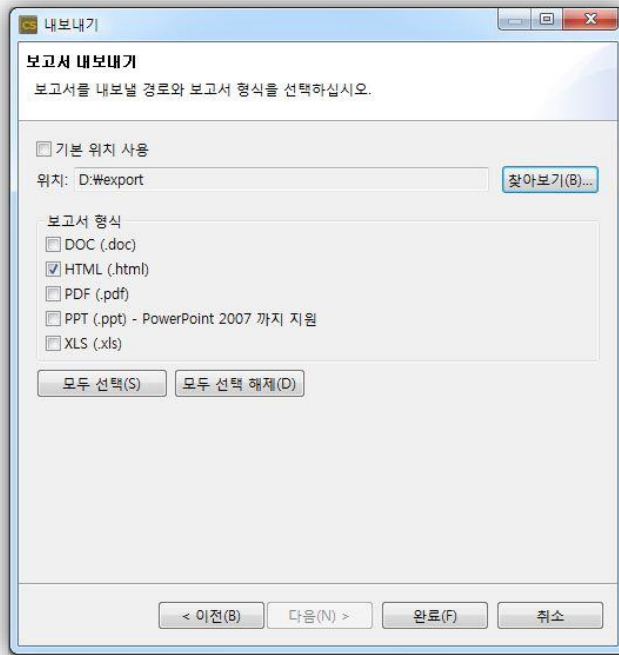 CS 내보내기
보고서 내보내기
보고서를 내보낼 경로와 보고서 형식을 선택하십시오.
기본 위치 사용
위치: D:₩export 찾아보기(B)...
보고서 형식
DOC (.doc)
HTML (.html)
PDF (.pdf)
PPT (.ppt) - PowerPoint 2007 까지 지원
XLS (.xls)
모두 선택(S) 모두 선택 해제(D)
< 이전(B) 다음(N) > 완료(F) 취소